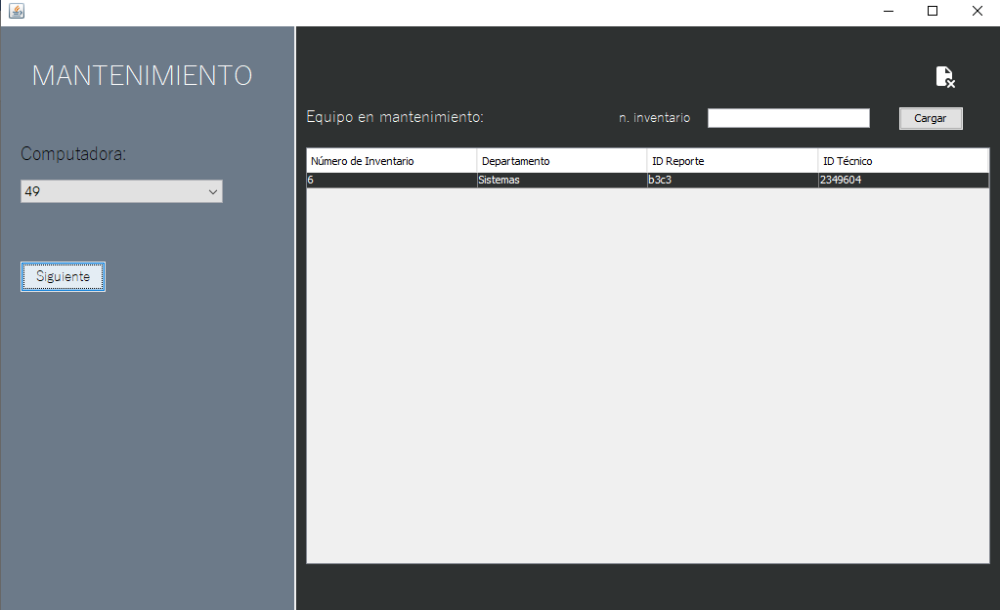 MANTENIMIENTO
Computadora:
49
Siguiente
Equipo en mantenimiento:
n. inventario
Cargar
Número de Inventario Departamento ID Reporte ID Técnico
6 Sistemas b3c3 2349604